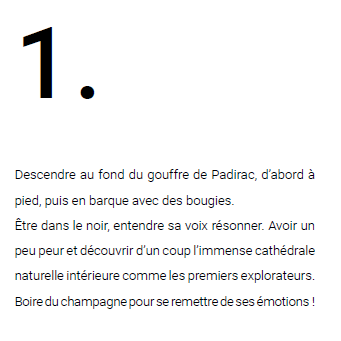 1.
Descendre au fond du gouffre de Padirac, d’abord à
pied, puis en barque avec des bougies.
Être dans le noir, entendre sa voix résonner. Avoir un
peu peur et découvrir d’un coup l’immense cathédrale
naturelle intérieure comme les premiers explorateurs.
Boire du champagne pour se remettre de ses émotions !